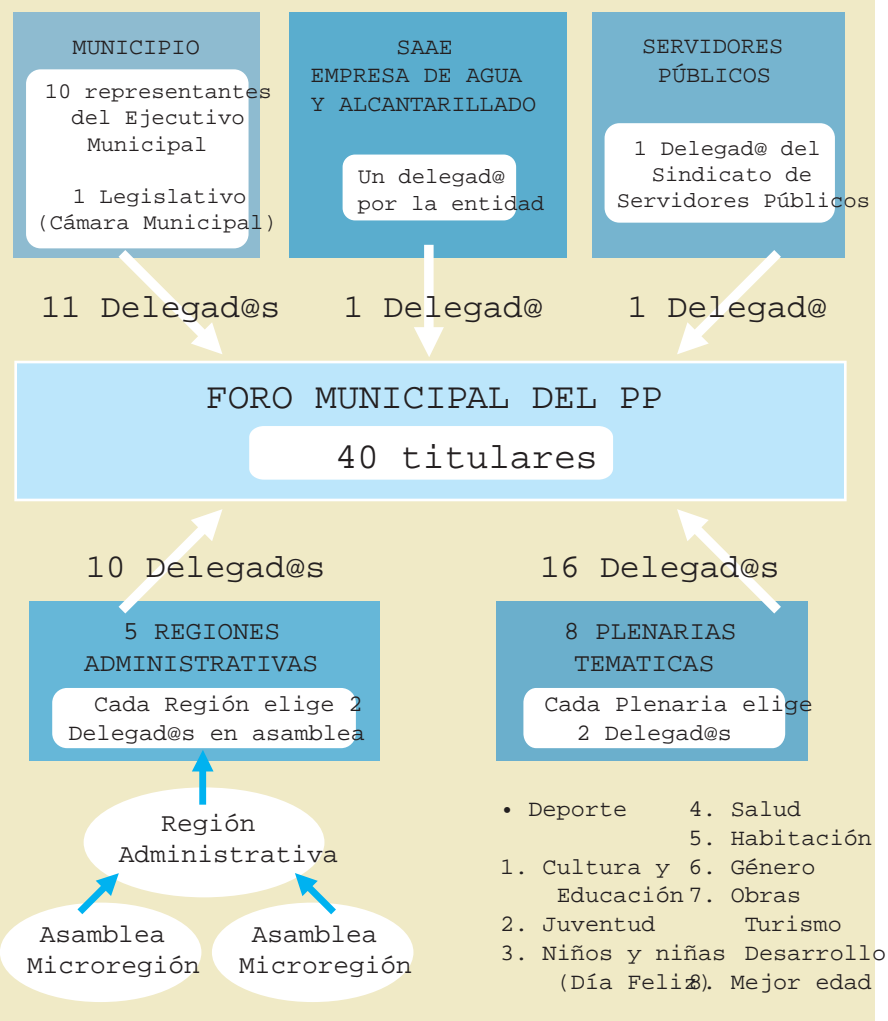 MUNICIPIO
10 representantes
del Ejecutivo
Municipal
1 Legislativo
(Cámara Municipal)
SAAE
EMPRESA DE AGUA
Y ALCANTARILLADO
Un delegad@
por la entidad
SERVIDORES
PÚBLICOS
1 Delegad@ del
Sindicato de
Servidores Públicos
11 Delegad@s
1 Delegad@
1 Delegad@
FORO MUNICIPAL DEL PP
40 titulares
10 Delegad@s
16 Delegad@s
5 REGIONES
ADMINISTRATIVAS
Cada Región elige 2
Delegad@s en asamblea
Región
Administrativa
Asamblea
Microregión
Asamblea
Microregión
8 PLENARIAS
TEMATICAS
Cada Plenaria elige
2 Delegad@s
• Deporte
1. Cultura y
Educación
2. Juventud
3. Niños y niñas
(Día Feliz).
4. Salud
5. Habitación
6. Género
7. Obras
Turismo
Desarrollo
8. Mejor edad